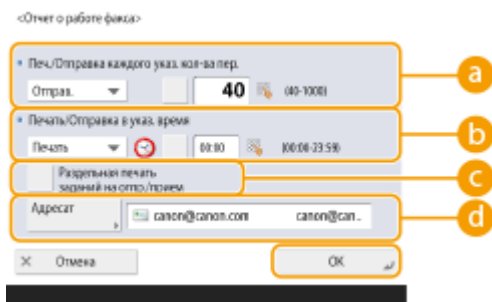 <Отчет о работе факса>
Печ./Отправка каждого указ. кол-ва пер.
Отправ.
40
(40-1000)
a
Печать/Отправка в указ. время
Печать
00:00
(00:00-23:59)
b
Раздельная печать
заданий на отпр./прием
c
Адресат
canon@canon.com
canon@can..
d
× Отмена
OK